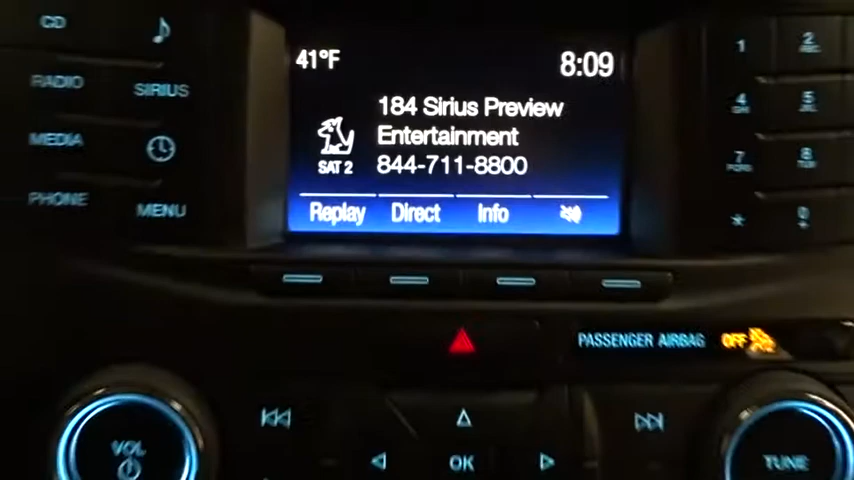 CD
RADIO
SIRIUS
MEDIA
PHONE
MENU
41°F
8:09
184 Sirius Preview
Entertainment
844-711-8800
SAT 2
Replay Direct Info
1 2
4 5
7 8
* 0
PASSENGER AIRBAG OFF
VOL
OK
TUNE